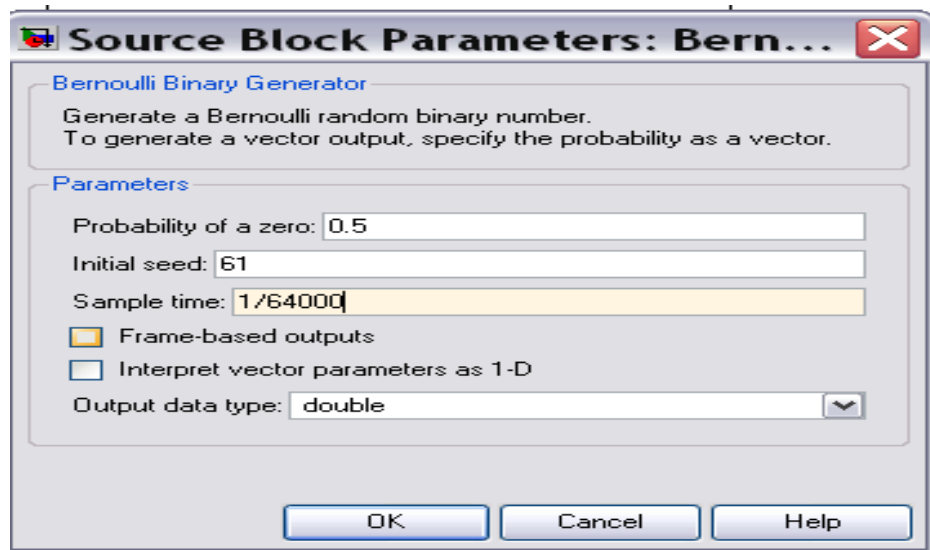 Source Block Parameters: Bern...
Bernoulli Binary Generator
Generate a Bernoulli random binary number.
To generate a vector output, specify the probability as a vector.
Parameters
Probability of a zero: 0.5
Initial seed: 61
Sample time: 1/64000
Frame-based outputs
Interpret vector parameters as 1-D
Output data type: double
OK Cancel Help